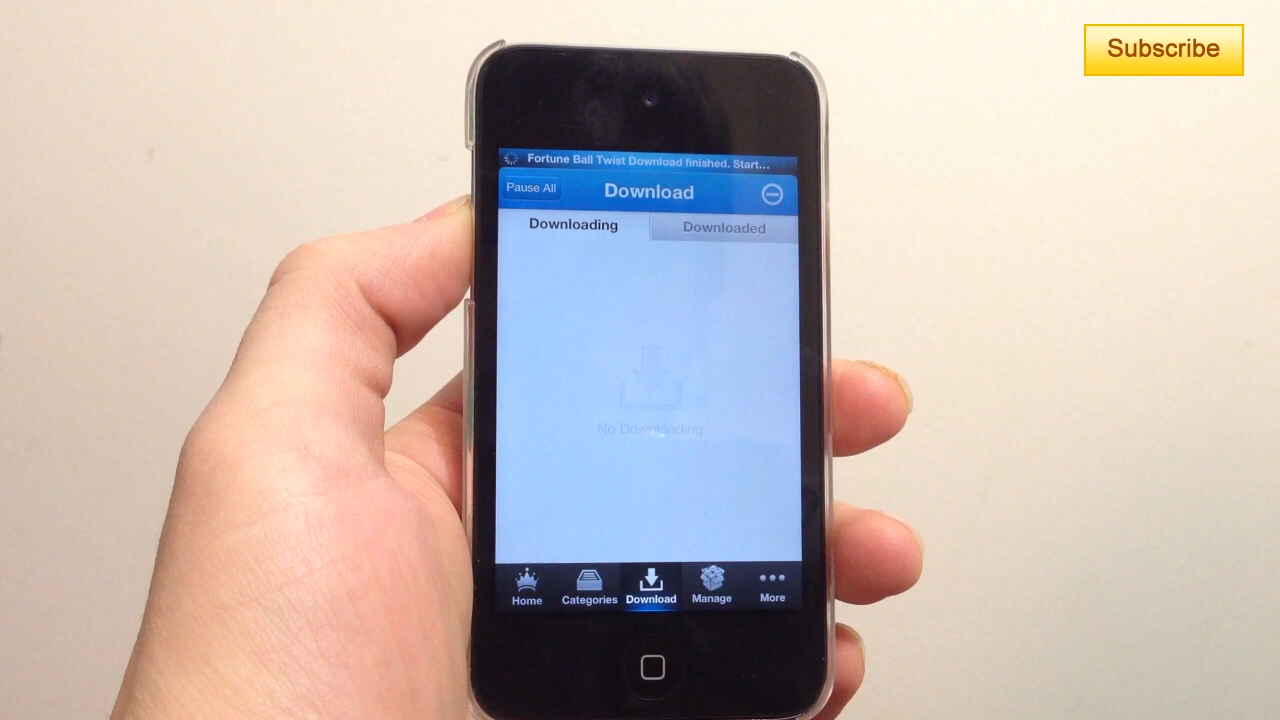 Subscribe
Fortune Ball Twist Download finished. Start...
Pause All
Download
Downloading
Downloaded
No Downloading
Home
Categories
Download
Manage
More